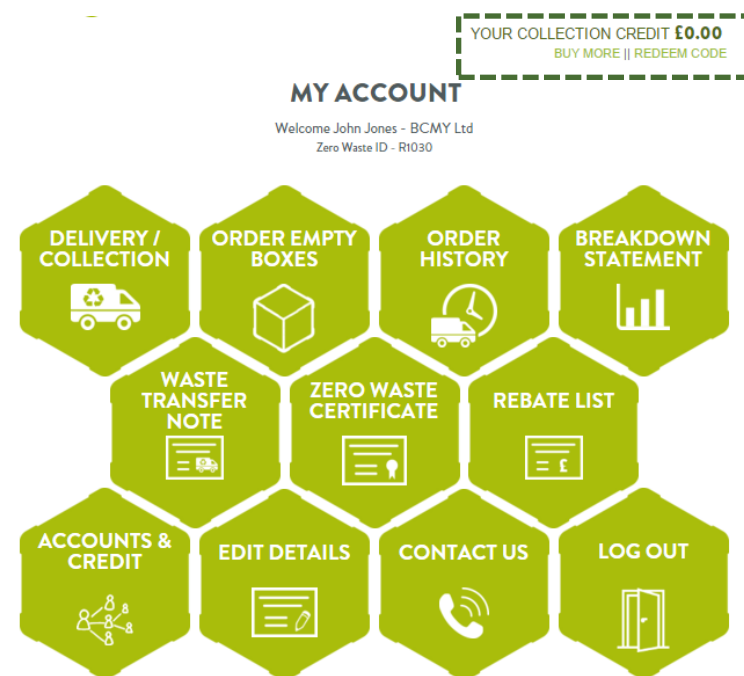 YOUR COLLECTION CREDIT £0.00
BUY MORE || REDEEM CODE
MY ACCOUNT
Welcome John Jones - BCMY Ltd
Zero Waste ID - R1030
DELIVERY /
COLLECTION
ORDER EMPTY
BOXES
ORDER
HISTORY
BREAKDOWN
STATEMENT
WASTE
TRANSFER
NOTE
ZERO WASTE
CERTIFICATE
REBATE LIST
£
ACCOUNTS &
CREDIT
EDIT DETAILS
CONTACT US
LOG OUT